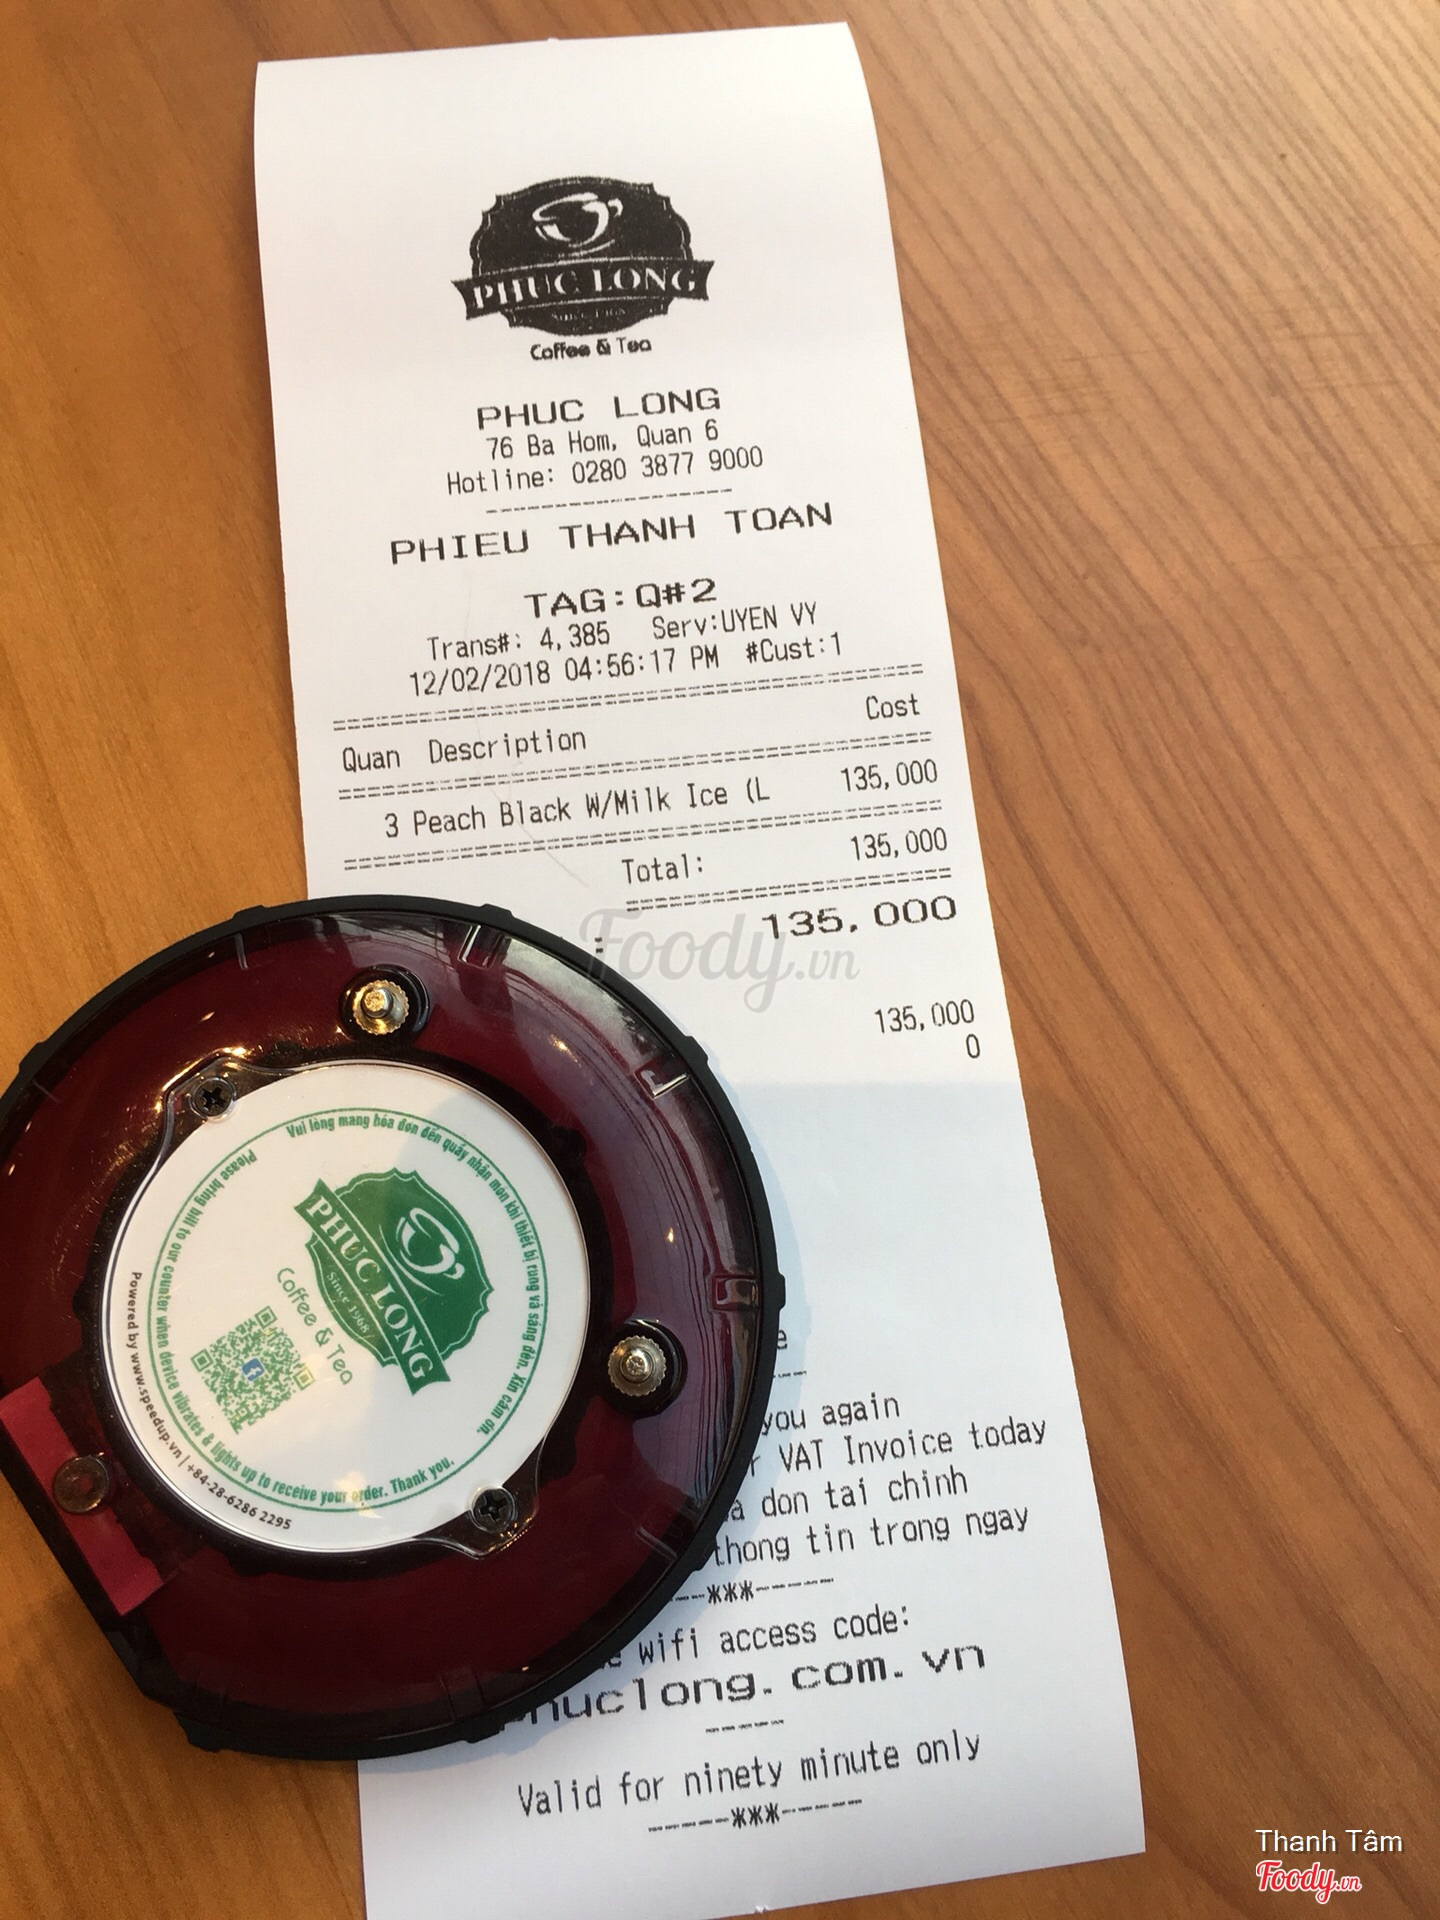 PHUC LONG
SINCE 1968
Coffee & Tea
PHUC LONG
76 Ba Hom, Quan 6
Hotline: 0280 3877 9000
PHIEU THANH TOAN
TAG:Q#2
Trans#: 4,385 Serv:UYEN VY
12/02/2018 04:56:17 PM #Cust:1
Quan Description Cost
3 Peach Black W/Milk Ice (L 135,000
Total: 135,000
: 135,000
Foody.vn
135,000
0
you again
VAT Invoice today
don tai chinh
thong tin trong ngay
---***------
wifi access code:
phuclong.com.vn
Valid for ninety minute only
------***------
Vui lòng mang hóa đơn đến quầy nhận món khi thiết bị rung và sáng đèn. Xin cám ơn.
Please bring bill to our counter when device vibrates & lights up to receive your order. Thank you.
PHUC LONG
Since 1968
Coffee & Tea
Powered by www.speedup.vn | +84-28-6286 2295
Thanh Tâm
Foody.vn